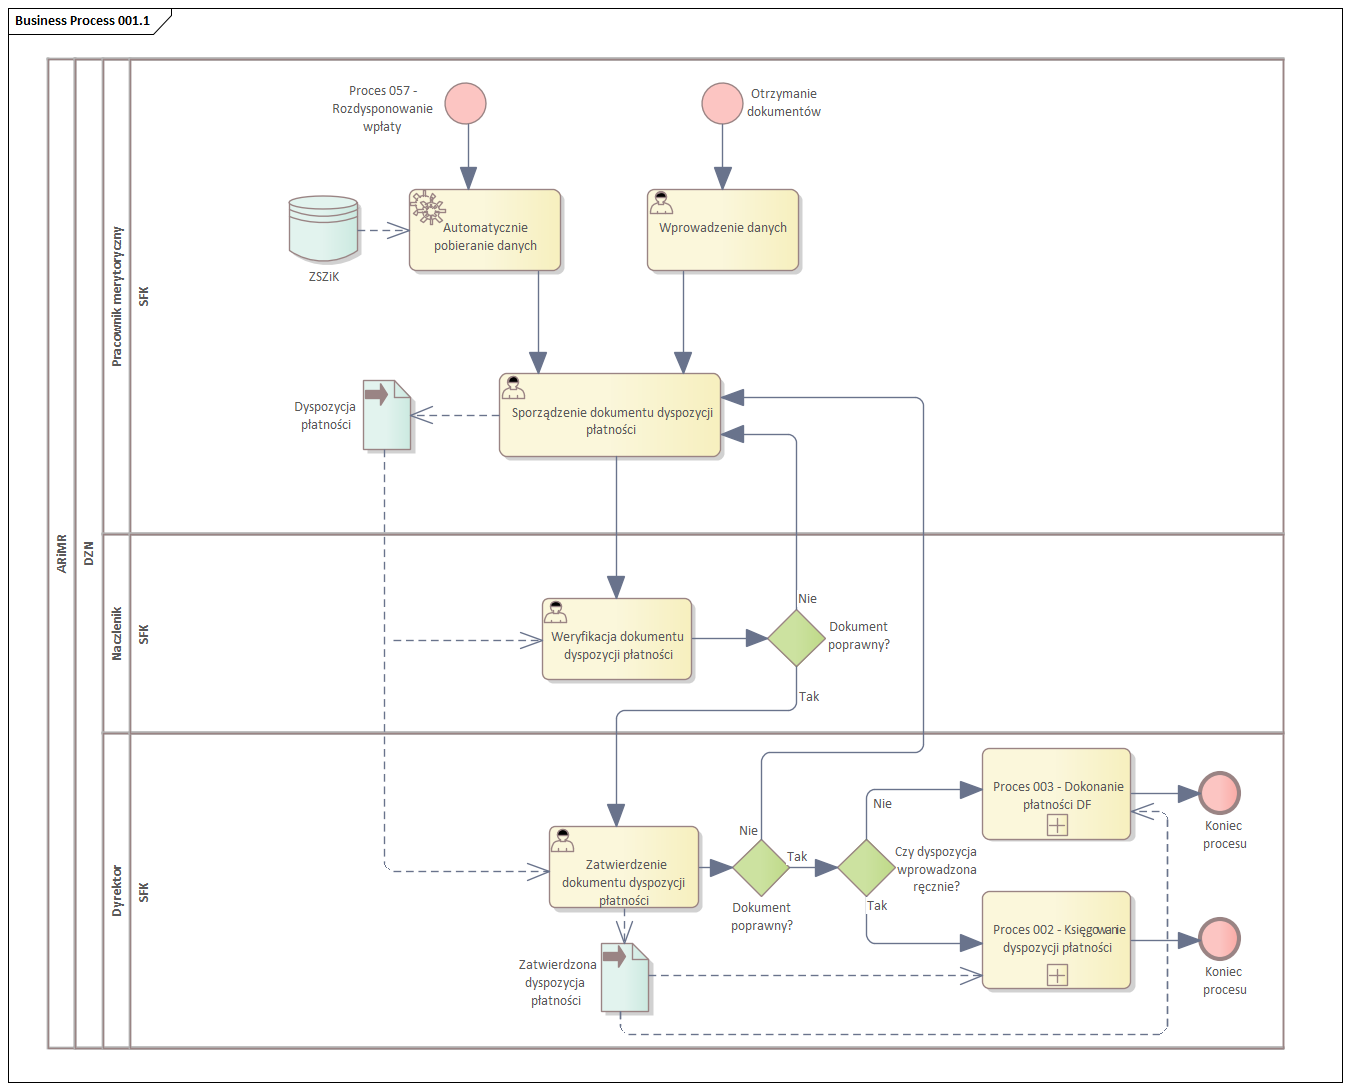 Business Process 001.1
ARiMR
DZN
Pracownik merytoryczny
SFK
Proces 057 -
Rozdysponowanie
wpłaty
Otrzymanie
dokumentów
ZSZiK
Automatycznie
pobieranie danych
Wprowadzenie danych
Dyspozycja
płatności
Sporządzenie dokumentu dyspozycji
płatności
Naczlenik
SFK
Weryfikacja dokumentu
dyspozycji płatności
Nie
Dokument
poprawny?
Tak
Dyrektor
SFK
Zatwierdzenie
dokumentu dyspozycji
płatności
Nie
Tak
Dokument
poprawny?
Nie
Czy dyspozycja
wprowadzona
ręcznie?
Tak
Proces 003 - Dokonanie
płatności DF
Koniec
procesu
Proces 002 - Księgowanie
dyspozycji płatności
Koniec
procesu
Zatwierdzona
dyspozycja
płatności